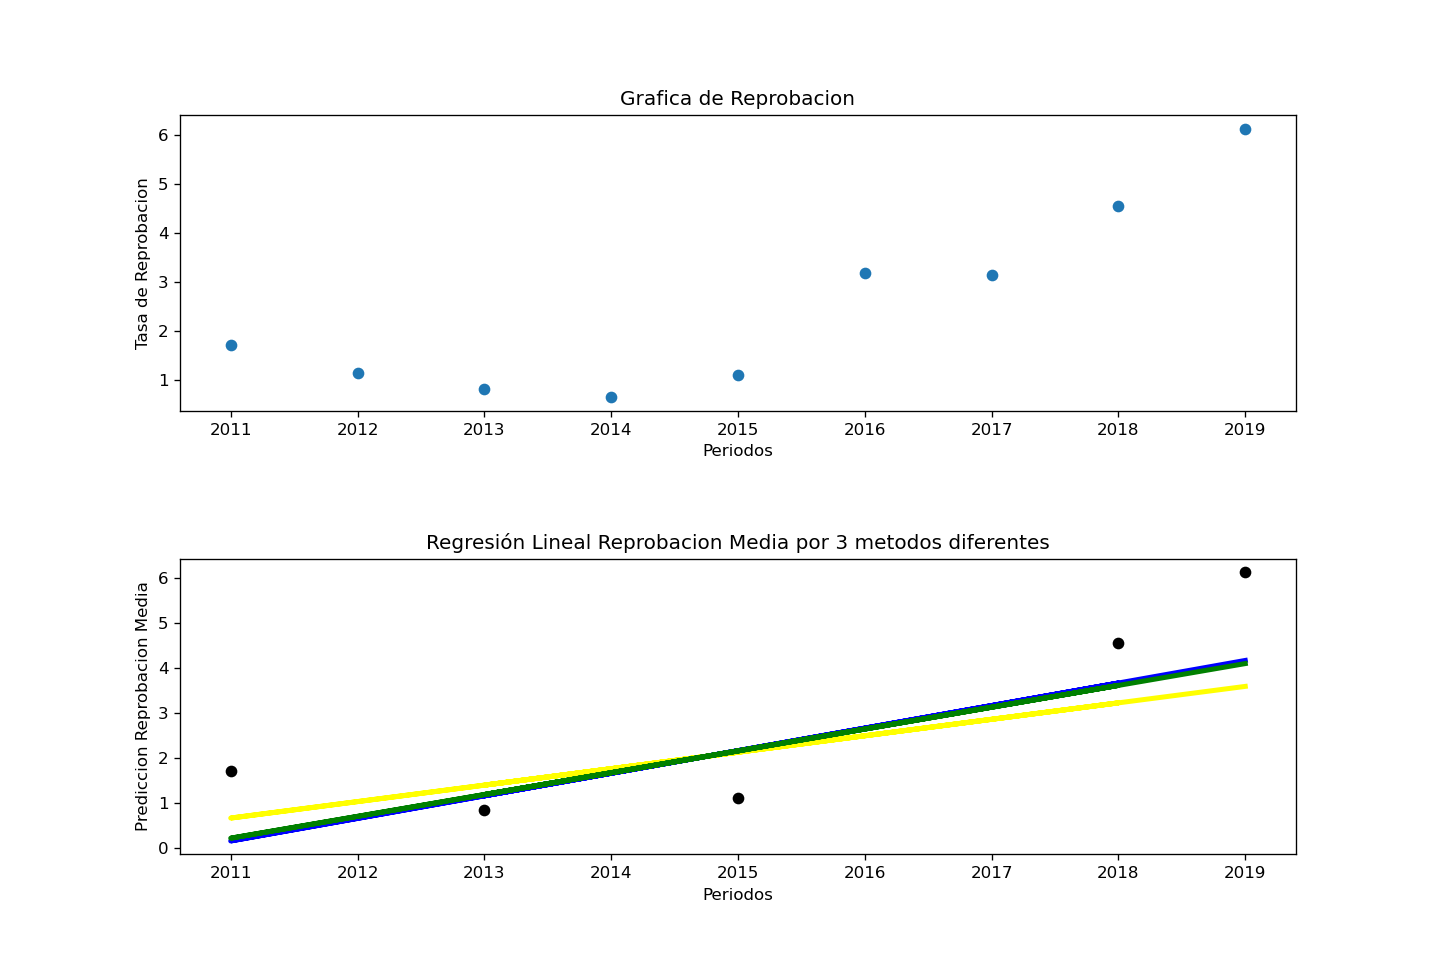 Grafica de Reprobacion
Tasa de Reprobacion
6
5
4
3
2
1
2011 2012 2013 2014 2015 2016 2017 2018 2019
Periodos
Regresión Lineal Reprobacion Media por 3 metodos diferentes
Prediccion Reprobacion Media
6
5
4
3
2
1
0
2011 2012 2013 2014 2015 2016 2017 2018 2019
Periodos